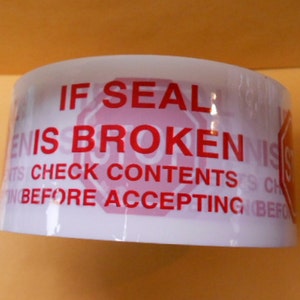 IF SEAL
IS BROKEN
CHECK CONTENTS
BEFORE ACCEPTING